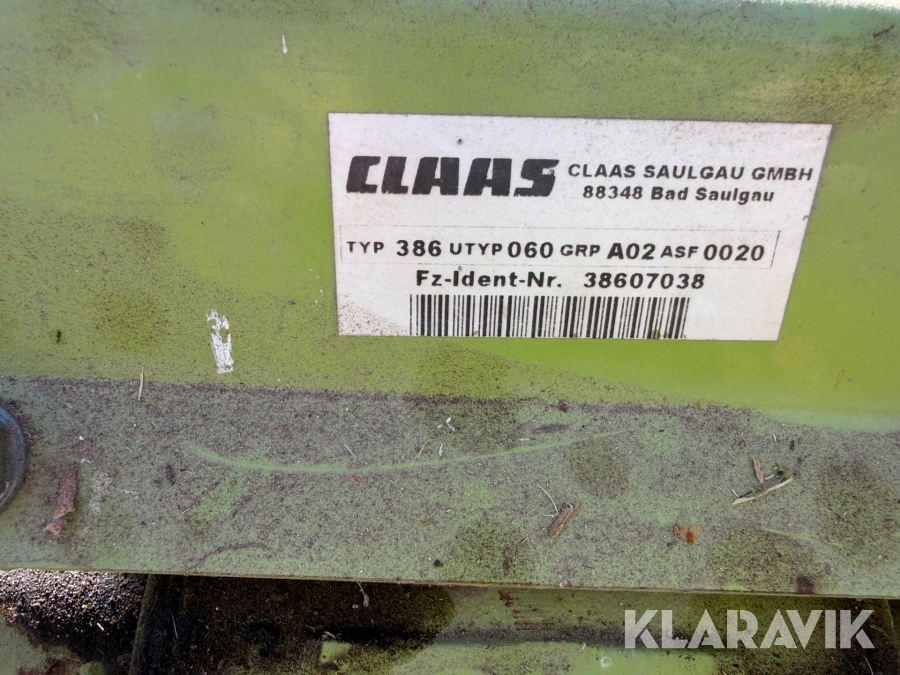 CLAAS
CLAAS SAULGAU GMBH
88348 Bad Saulgau
TYP 386 UTYP 060 GRP A02 ASF 0020
Fz-Ident-Nr. 38607038
KLARAVIK